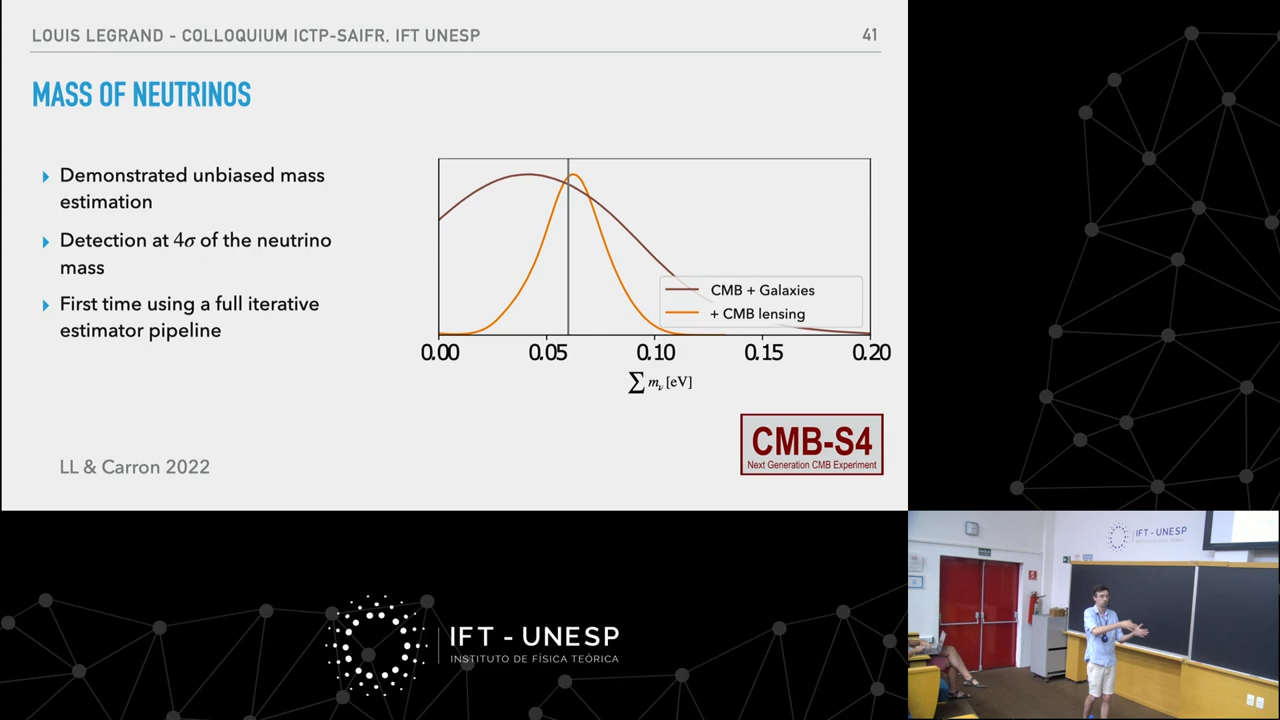 LOUIS LEGRAND - COLLOQUIUM ICTP-SAIFR, IFT UNESP
41
MASS OF NEUTRINOS
Demonstrated unbiased mass
estimation
Detection at 4σ of the neutrino
mass
First time using a full iterative
estimator pipeline
LL & Carron 2022
CMB + Galaxies
+ CMB lensing
0.00 0.05 0.10 0.15 0.20
∑ mν [eV]
CMB-S4
Next Generation CMB Experiment
IFT - UNESP
INSTITUTO DE FÍSICA TEÓRICA
IFT - UNESP